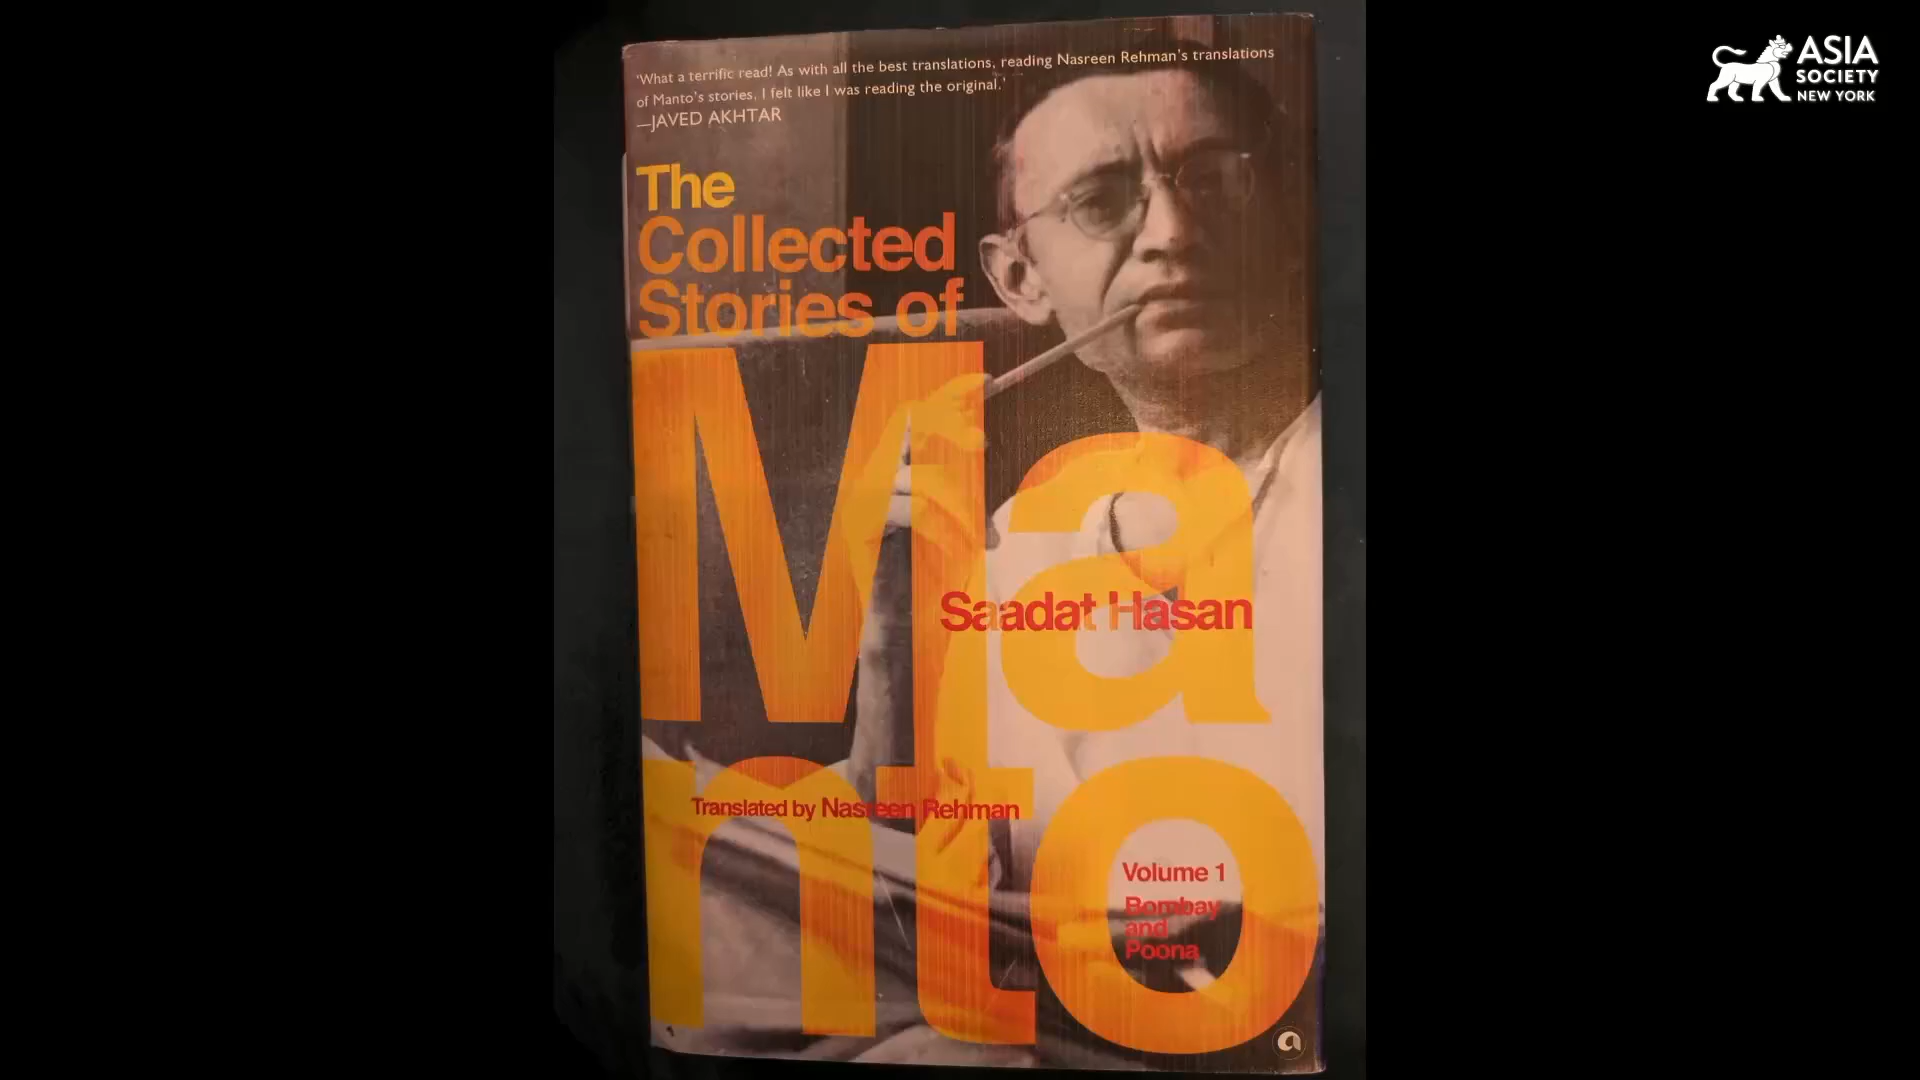 'What a terrific read! As with all the best translations, reading Nasreen Rehman's translations
of Manto's stories, I felt like I was reading the original.'
—JAVED AKHTAR
The
Collected
Stories of
Manto
Saadat Hasan
Translated by Nasreen Rehman
Volume 1
Bombay
and
Poona
a
ASIA
SOCIETY
NEW YORK